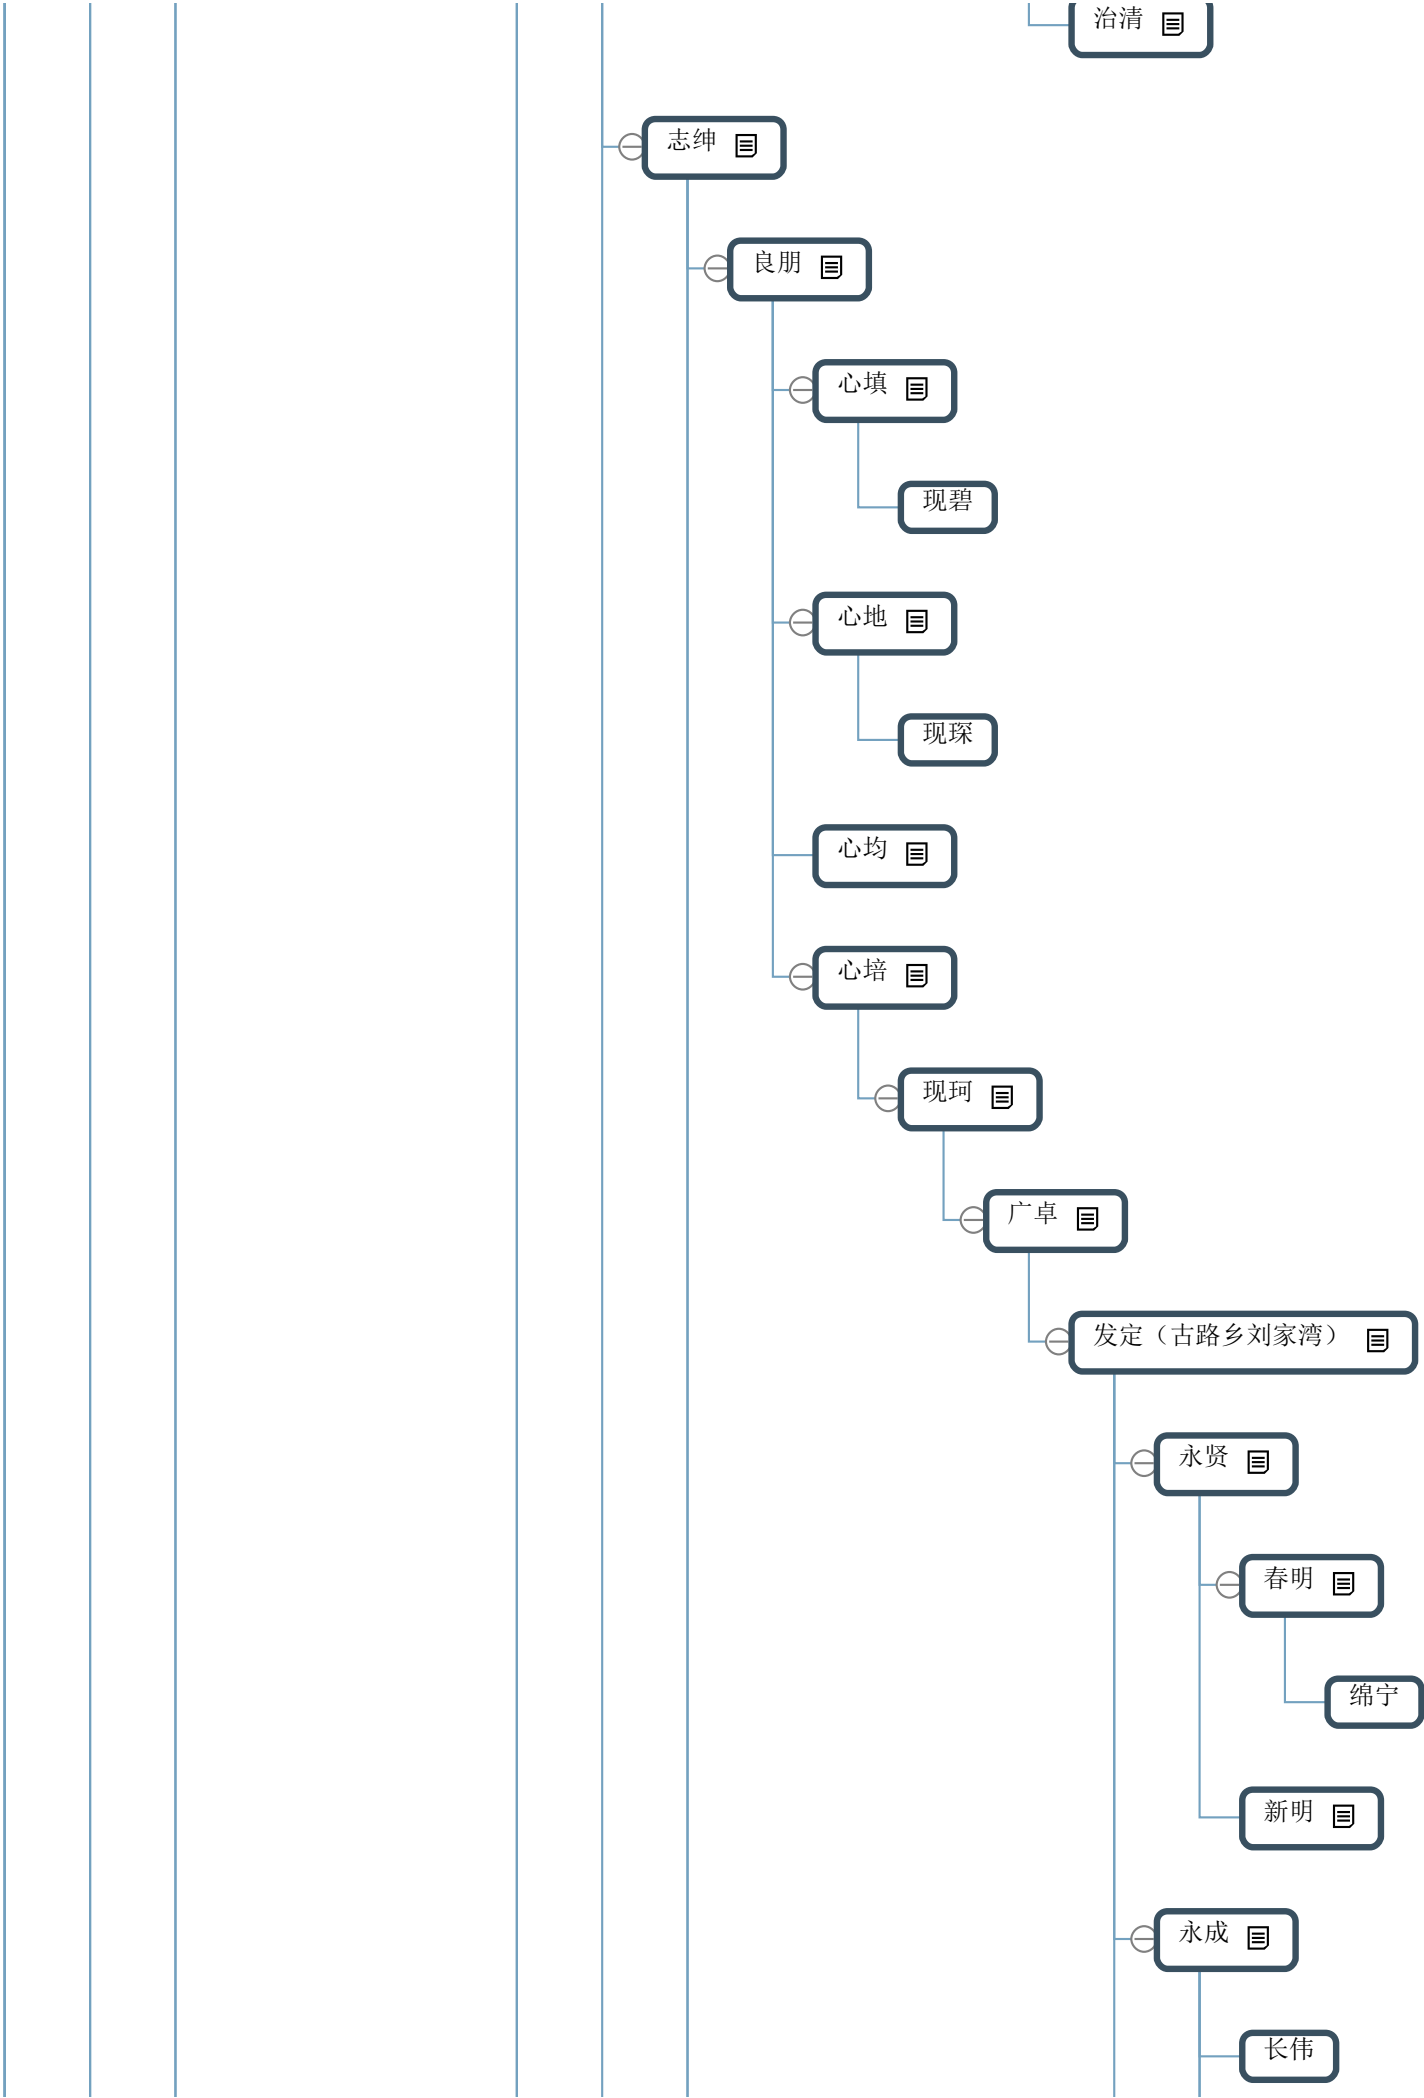 治清
志绅
良朋
心填
现碧
心地
现琛
心均
心培
现珂
广卓
发定（古路乡刘家湾）
永贤
春明
绵宁
新明
永成
长伟